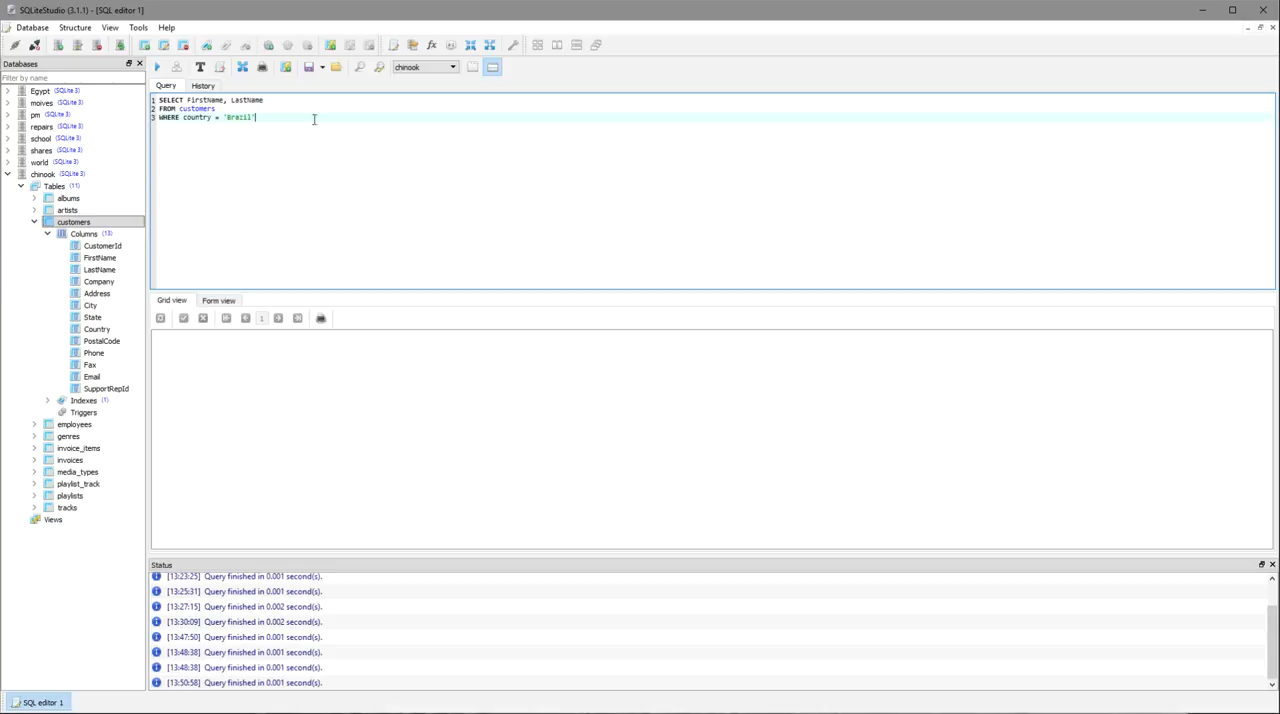 SQLiteStudio (3.1.1) - [SQL editor 1]
Database Structure View Tools Help
Databases
chinook
Filter by name
Query History
Egypt (SQLite 3)
moives (SQLite 3)
pm (SQLite 3)
repairs (SQLite 3)
school (SQLite 3)
shares (SQLite 3)
world (SQLite 3)
chinook (SQLite 3)
Tables (11)
albums
artists
customers
Columns (13)
CustomerId
FirstName
LastName
Company
Address
City
State
Country
PostalCode
Phone
Fax
Email
SupportRepId
Indexes (1)
Triggers
employees
genres
invoice_items
invoices
media_types
playlist_track
playlists
tracks
Views
1 SELECT FirstName, LastName
2 FROM customers
3 WHERE country = 'Brazil'
Grid view Form view
1
Status
[13:23:25] Query finished in 0.001 second(s).
[13:25:31] Query finished in 0.001 second(s).
[13:27:15] Query finished in 0.002 second(s).
[13:30:09] Query finished in 0.002 second(s).
[13:47:50] Query finished in 0.001 second(s).
[13:48:38] Query finished in 0.001 second(s).
[13:48:38] Query finished in 0.001 second(s).
[13:50:58] Query finished in 0.001 second(s).
SQL editor 1